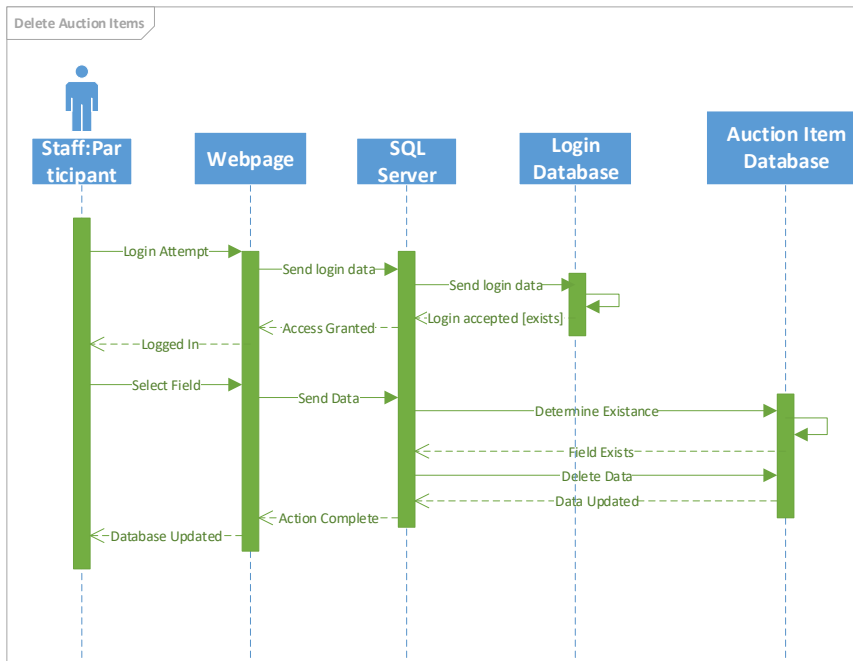 Delete Auction Items
Staff:Par
ticipant
Webpage
SQL
Server
Login
Database
Auction Item
Database
Login Attempt
Send login data
Send login data
Login accepted [exists]
Access Granted
Logged In
Select Field
Send Data
Determine Existance
Field Exists
Delete Data
Data Updated
Action Complete
Database Updated